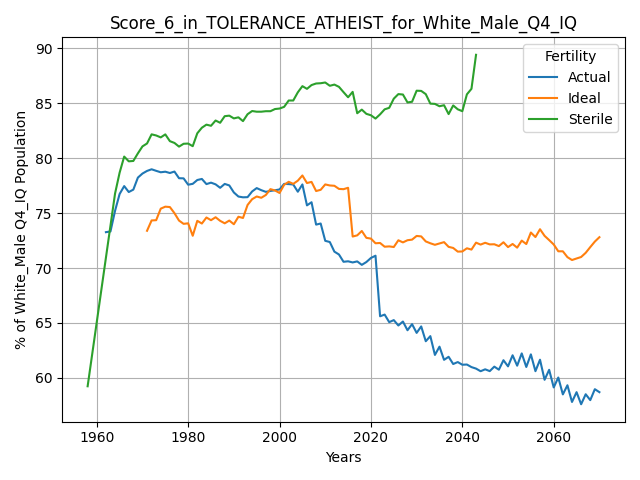 Score_6_in_TOLERANCE_ATHEIST_for_White_Male_Q4_IQ
% of White_Male Q4_IQ Population
90
85
80
75
70
65
60
Fertility
Actual
Ideal
Sterile
1960
1980
2000
2020
2040
2060
Years